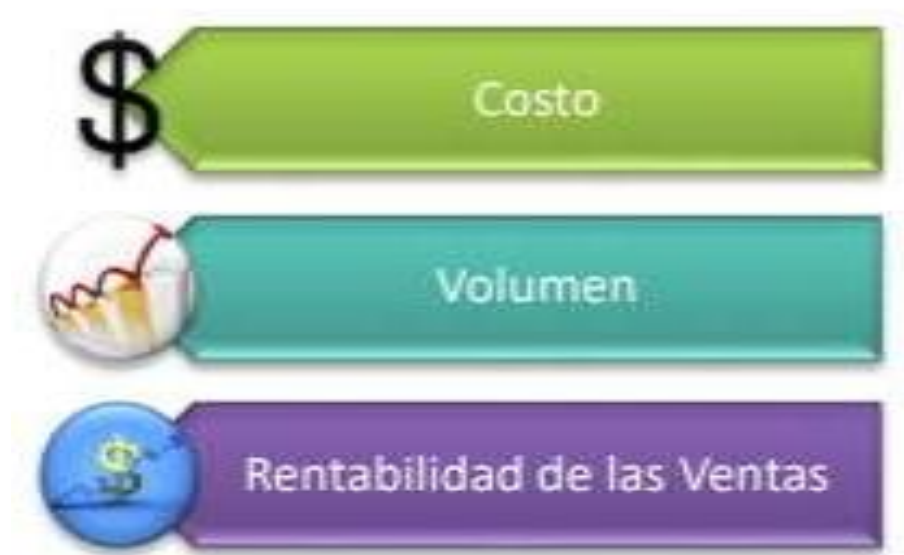 $
Costo
Volumen
$
Rentabilidad de las Ventas